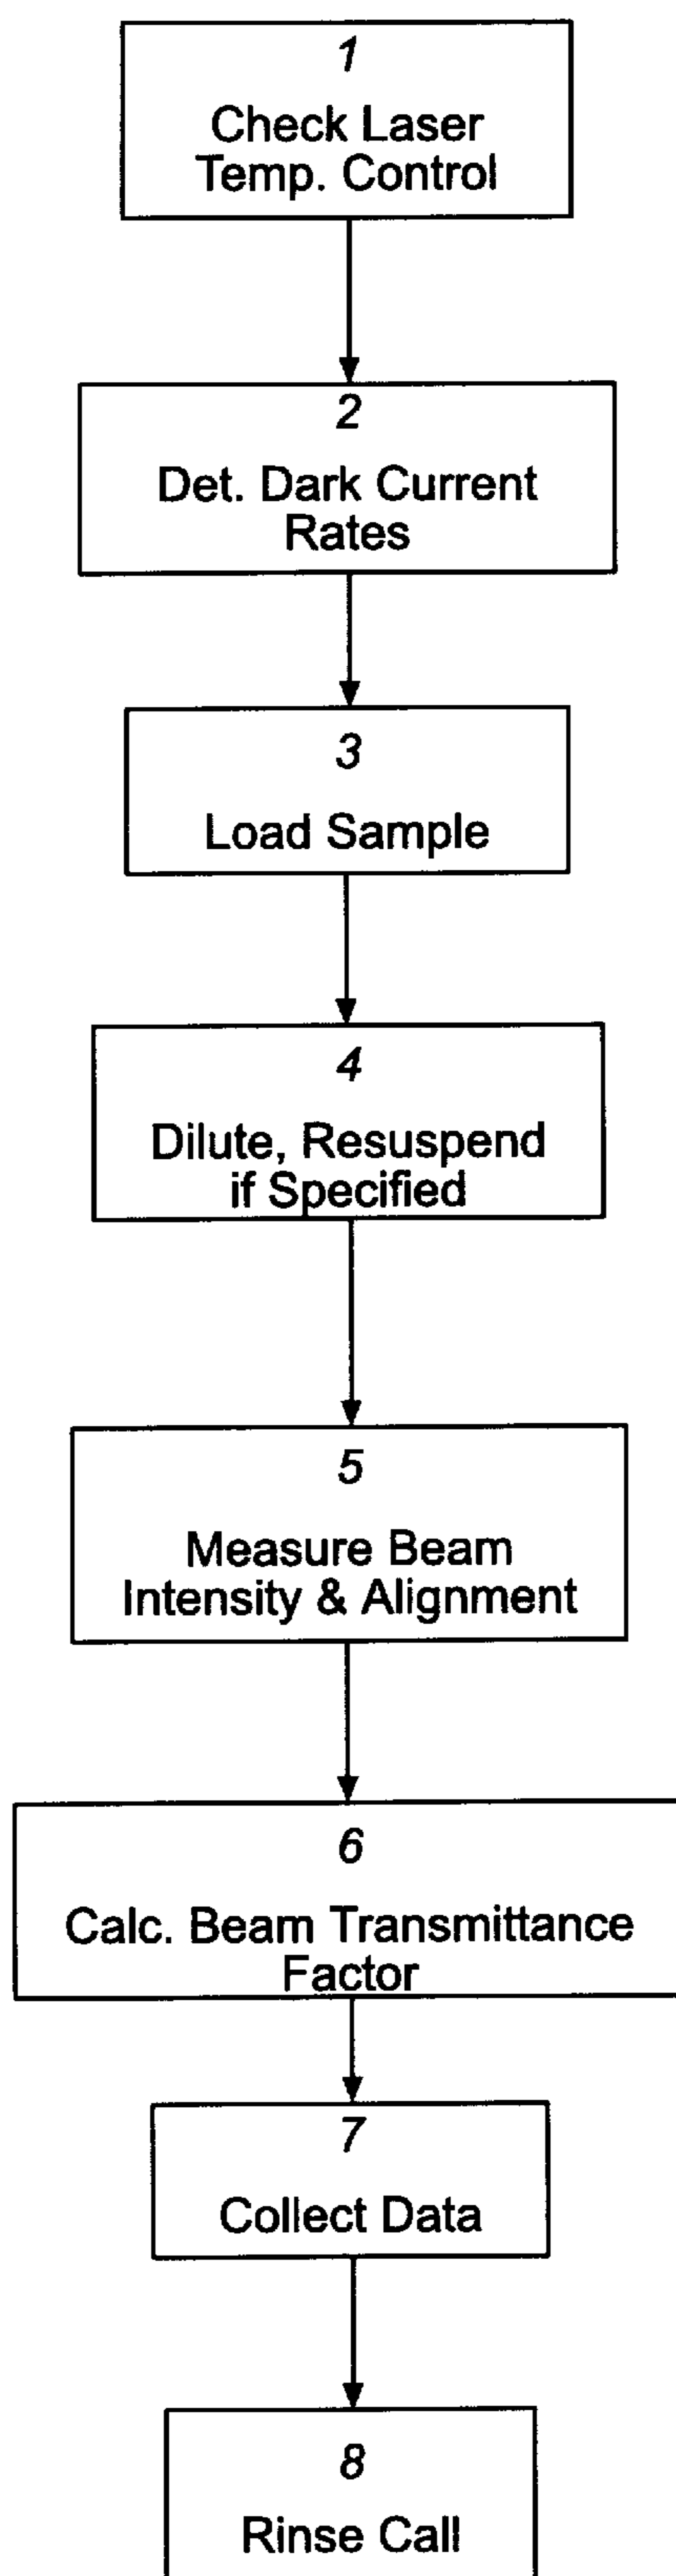 1
Check Laser
Temp. Control
2
Det. Dark Current
Rates
3
Load Sample
4
Dilute, Resuspend
if Specified
5
Measure Beam
Intensity & Alignment
6
Calc. Beam Transmittance
Factor
7
Collect Data
8
Rinse Call